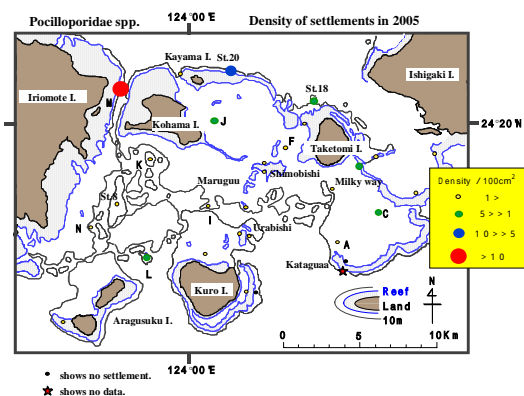 Pocilloporidae spp.
124°00'E
Density of settlements in 2005
Kayama I.
St.20
Ishigaki I.
St.18
Iriomote I.
M
Kohama I.
J
24°20'N
F
Taketomi I.
K
Shimobishi
Maruguu
Milky way
St.8
Density / 100cm2
1 >
5 > > 1
10 > > 5
> 10
N
I
C
Urabishi
A
L
Kataguaa
Kuro I.
N
Reef
Land
10m
Aragusuku I.
0 5 10Km
124°00'E
shows no settlement.
shows no data.